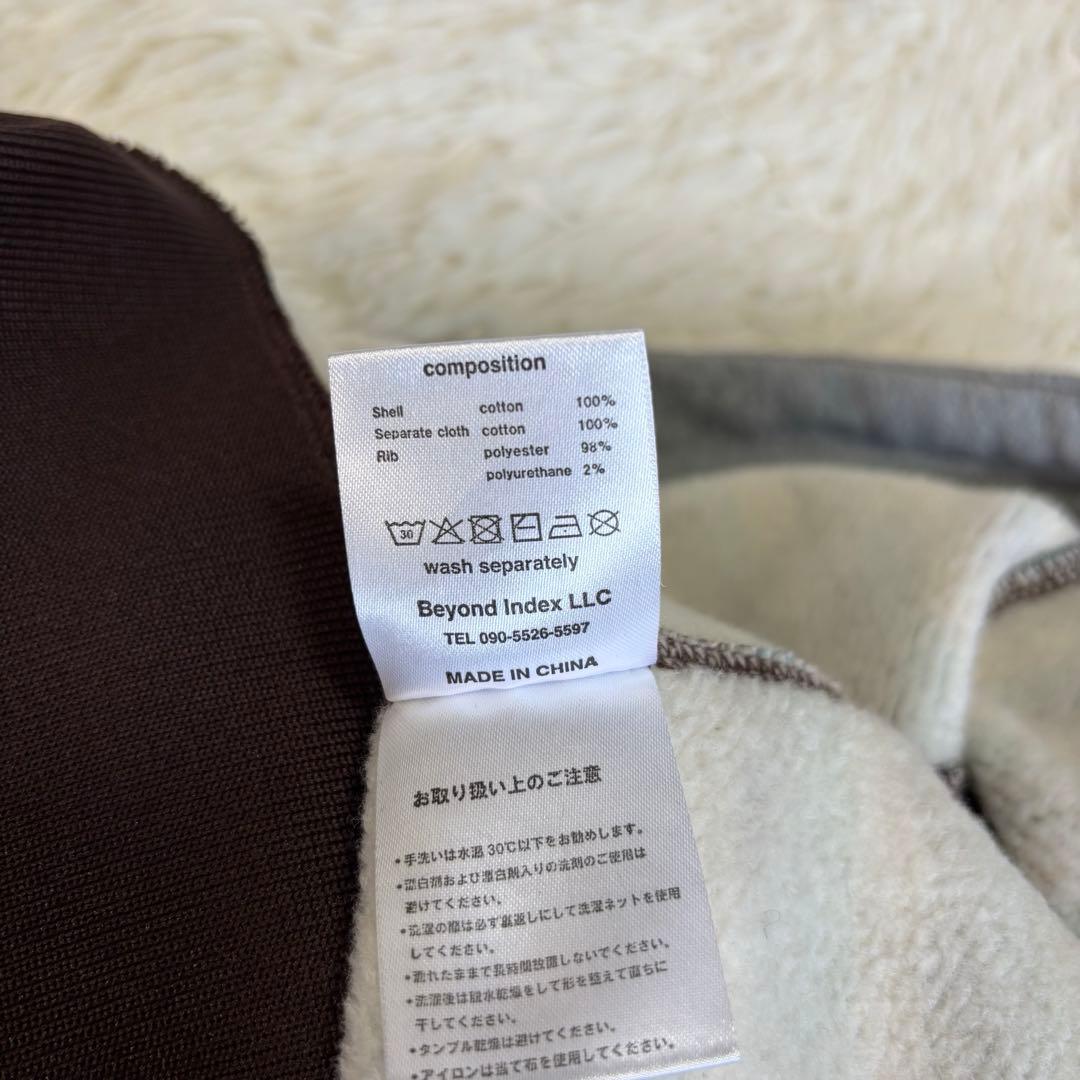 composition
Shell cotton 100%
Separate cloth cotton 100%
Rib polyester 98%
polyurethane 2%
30
wash separately
Beyond Index LLC
TEL 090-5526-5597
MADE IN CHINA
お取り扱い上のご注意
•手洗いは水温30℃以下をお勧めします。
•漂白剤および漂白剤入りの洗剤のご使用は
避けてください。
•洗濯の際は必ず裏返しにして洗濯ネットを使用
してください。
•濡れたままで長時間放置しないでください。
•洗濯後は脱水乾燥をして形を整えて直ちに
干してください。
•タンブル乾燥は避けてください。
•アイロンは当て布を使用してください。